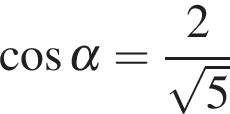 cos α = 2/√5